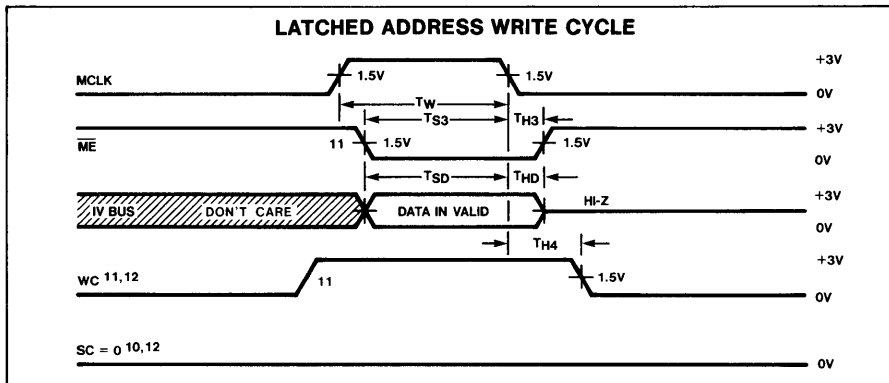 LATCHED ADDRESS WRITE CYCLE
+3V
MCLK 1.5V 1.5V
0V
TW
TS3 TH3
+3V
ME 11 1.5V 1.5V
0V
TSD THD
HI-Z +3V
IV BUS DON'T CARE DATA IN VALID
0V
TH4
+3V
WC 11,12 11 1.5V
0V
SC = 0 10,12
0V